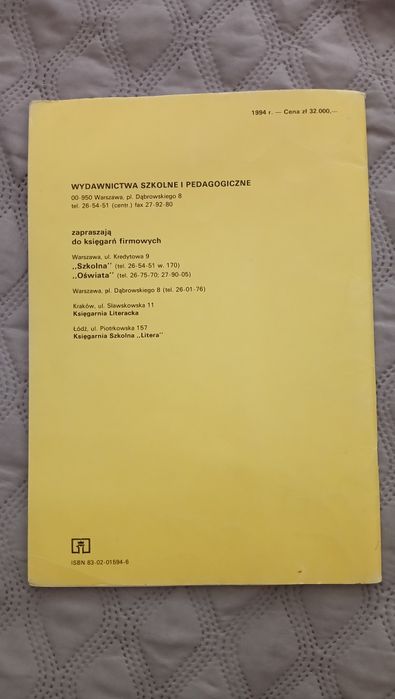 1994 r. — Cena zł 32.000,—
WYDAWNICTWA SZKOLNE I PEDAGOGICZNE
00-950 Warszawa, pl. Dąbrowskiego 8
tel. 26-54-51 (centr.) fax 27-92-80
zapraszają
do księgarń firmowych
Warszawa, ul. Kredytowa 9
„Szkolna” (tel. 26-54-51 w. 170)
„Oświata” (tel. 26-75-70; 27-90-05)
Warszawa, pl. Dąbrowskiego 8 (tel. 26-01-76)
Kraków, ul. Sławskowska 11
Księgarnia Literacka
Łódź, ul. Piotrkowska 157
Księgarnia Szkolna „Litera”
ISBN 83-02-01594-6